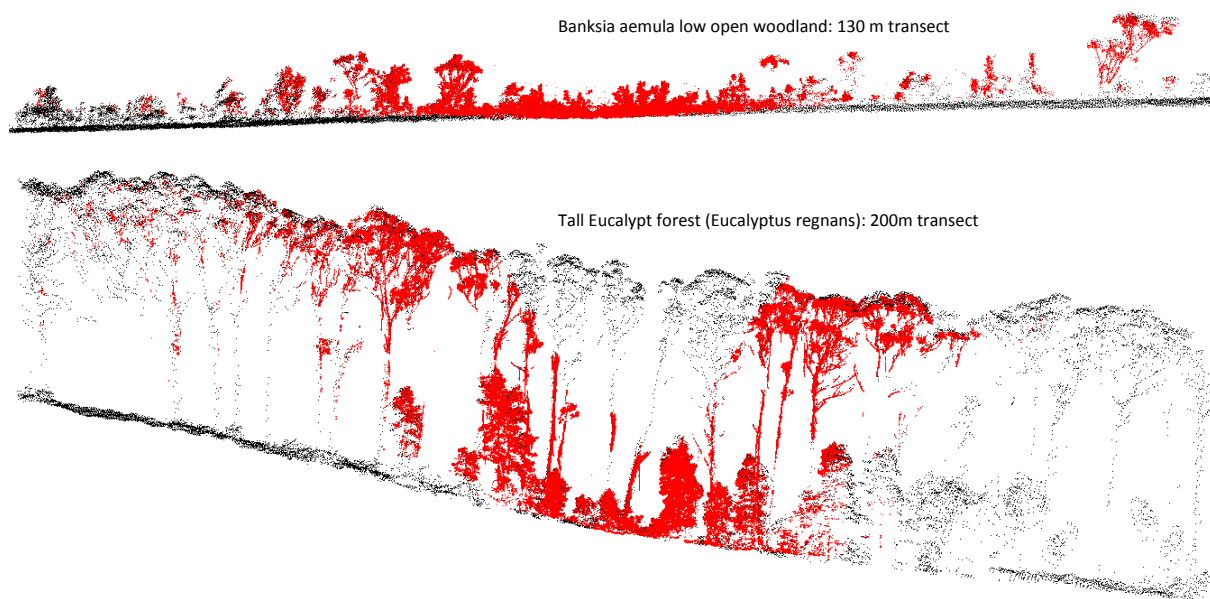 Banksia aemula low open woodland: 130 m transect
Tall Eucalypt forest (Eucalyptus regnans): 200m transect